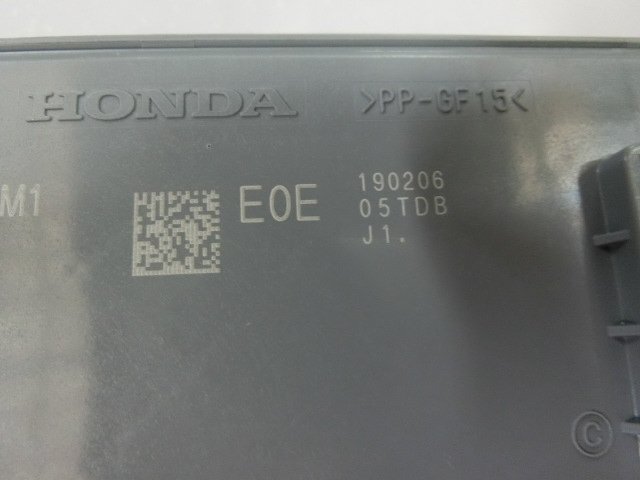 HONDA >PP-GF15<
M1 E0E 190206
05TDB
J1.
©